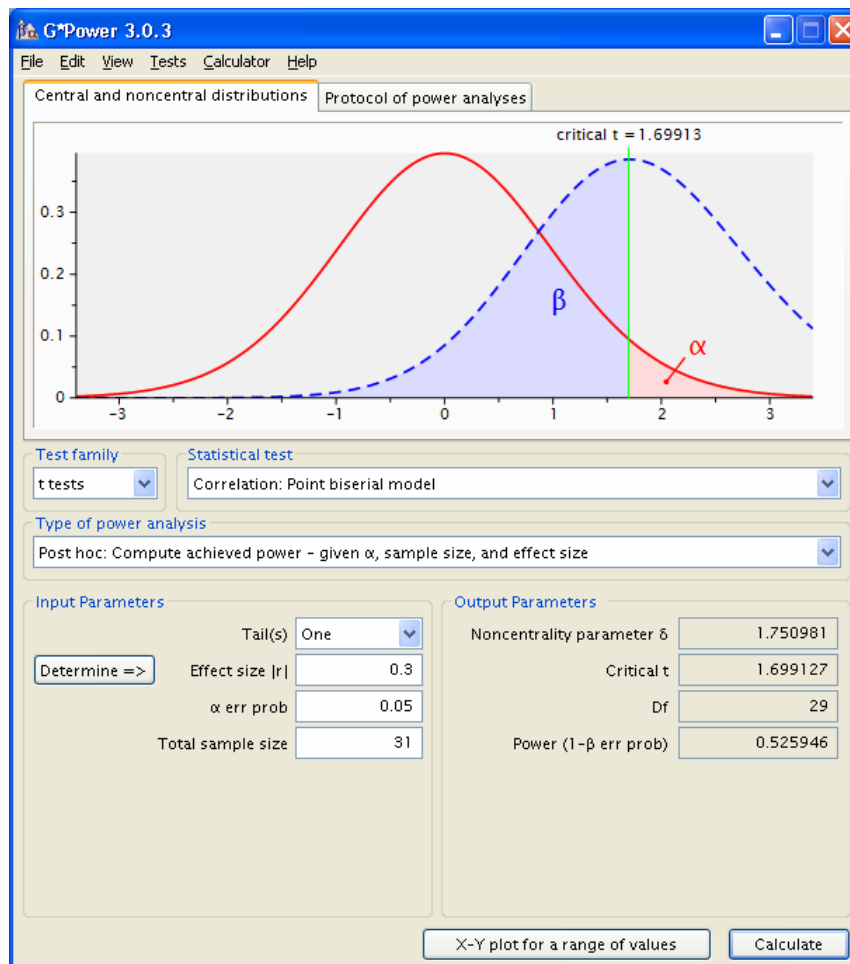 G*Power 3.0.3
File Edit View Tests Calculator Help
Central and noncentral distributions Protocol of power analyses
critical t = 1.69913
0.3
0.2
β
0.1
α
0
-3 -2 -1 0 1 2 3
Test family Statistical test
t tests Correlation: Point biserial model
Type of power analysis
Post hoc: Compute achieved power – given α, sample size, and effect size
Input Parameters Output Parameters
Tail(s) One Noncentrality parameter δ 1.750981
Determine => Effect size |r| 0.3 Critical t 1.699127
α err prob 0.05 Df 29
Total sample size 31 Power (1-β err prob) 0.525946
X-Y plot for a range of values Calculate